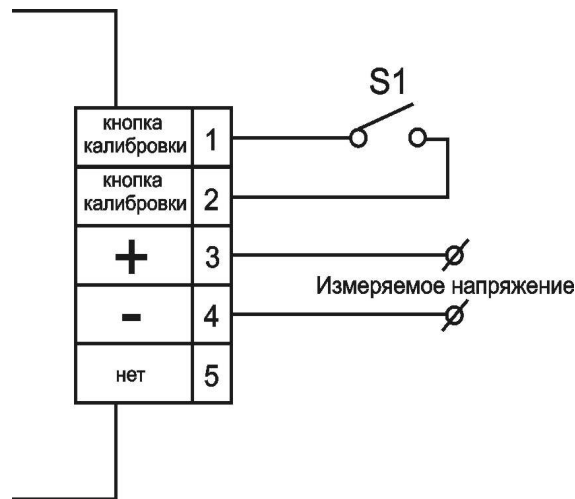 S1
кнопка
калибровки 1
кнопка
калибровки 2
+ 3
Измеряемое напряжение
- 4
нет 5